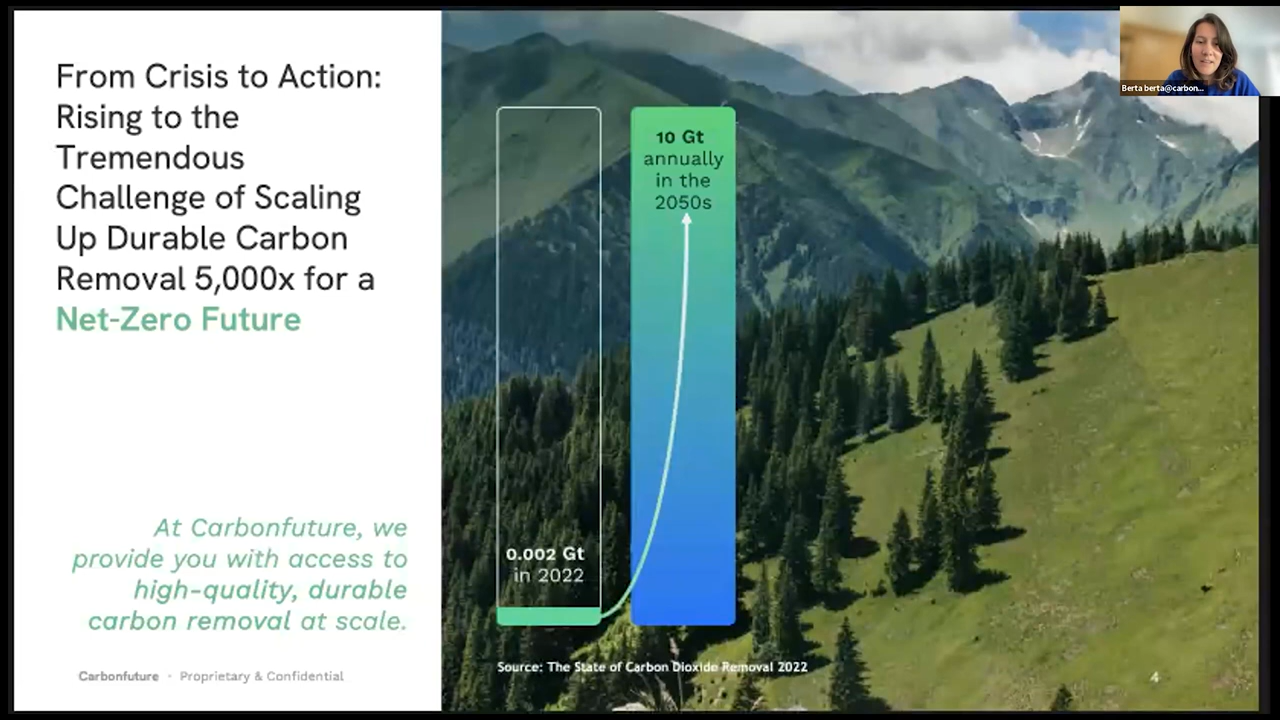 From Crisis to Action:
Rising to the
Tremendous
Challenge of Scaling
Up Durable Carbon
Removal 5,000x for a
Net-Zero Future
At Carbonfuture, we
provide you with access to
high-quality, durable
carbon removal at scale.
Carbonfuture · Proprietary & Confidential
0.002 Gt
in 2022
10 Gt
annually
in the
2050s
Source: The State of Carbon Dioxide Removal 2022
4
Berta berta@carbon...